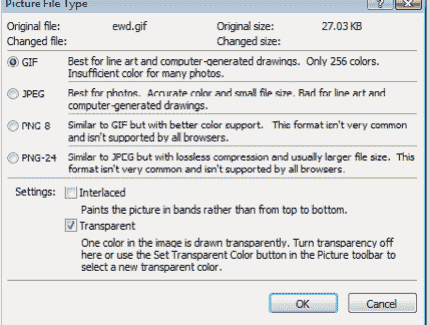 Picture File Type
Original file: ewd.gif Original size: 27.03 KB
Changed file: Changed size:
GIF Best for line art and computer-generated drawings. Only 256 colors.
Insufficient color for many photos.
JPEG Best for photos. Accurate color and small file size. Bad for line art and
computer-generated drawings.
PNG 8 Similar to GIF but with better color support. This format isn't very common
and isn't supported by all browsers.
PNG-24 Similar to JPEG but with lossless compression and usually larger file size. This
format isn't very common and isn't supported by all browsers.
Settings: Interlaced
Paints the picture in bands rather than from top to bottom.
Transparent
One color in the image is drawn transparently. Turn transparency off
here or use the Set Transparent Color button in the Picture toolbar to
select a new transparent color.
OK Cancel